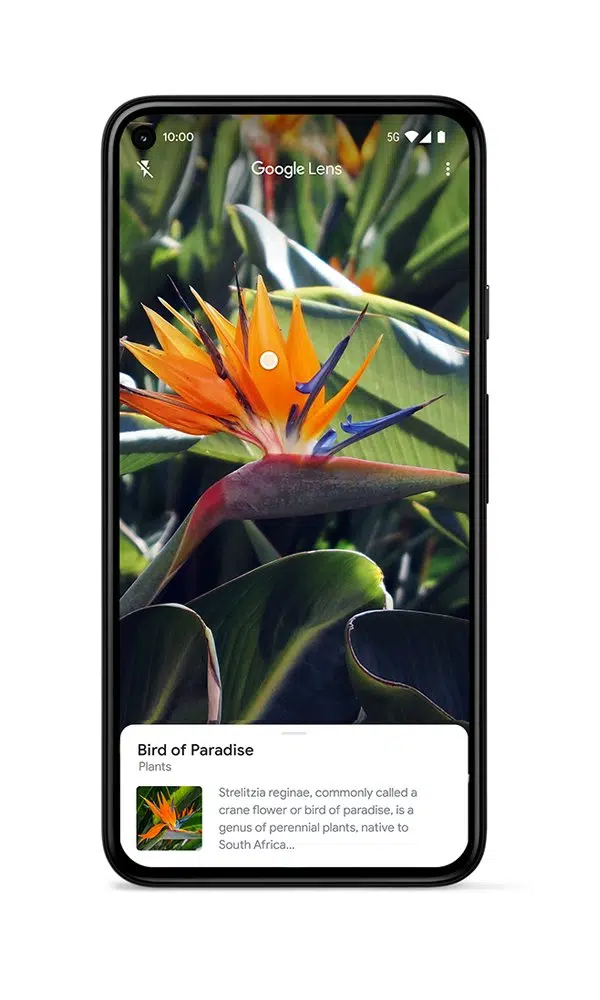 10:00
5G
Google Lens
Bird of Paradise
Plants
Strelitzia reginae, commonly called a
crane flower or bird of paradise, is a
genus of perennial plants, native to
South Africa...